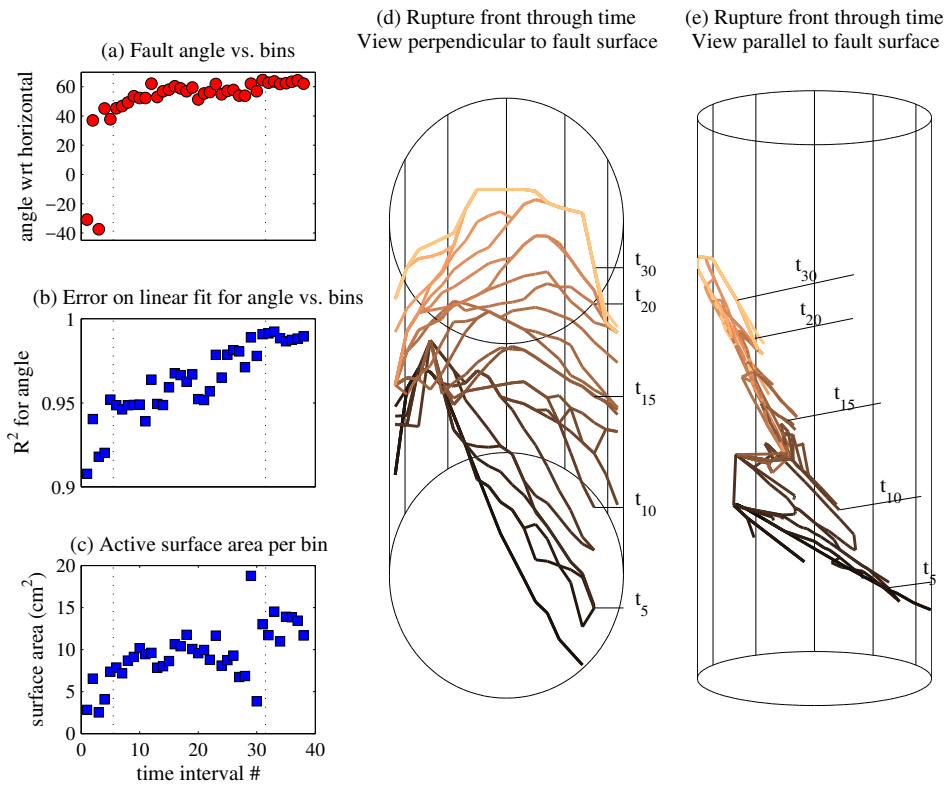 (a) Fault angle vs. bins
60
40
20
0
−20
−40
angle wrt horizontal
(b) Error on linear fit for angle vs. bins
1
0.95
0.9
R² for angle
(c) Active surface area per bin
20
15
10
5
0
surface area (cm²)
0 10 20 30 40
time interval #
(d) Rupture front through time
View perpendicular to fault surface
t₃₀
t₂₀
t₁₅
t₁₀
t₅
(e) Rupture front through time
View parallel to fault surface
t₃₀
t₂₀
t₁₅
t₁₀
t₅